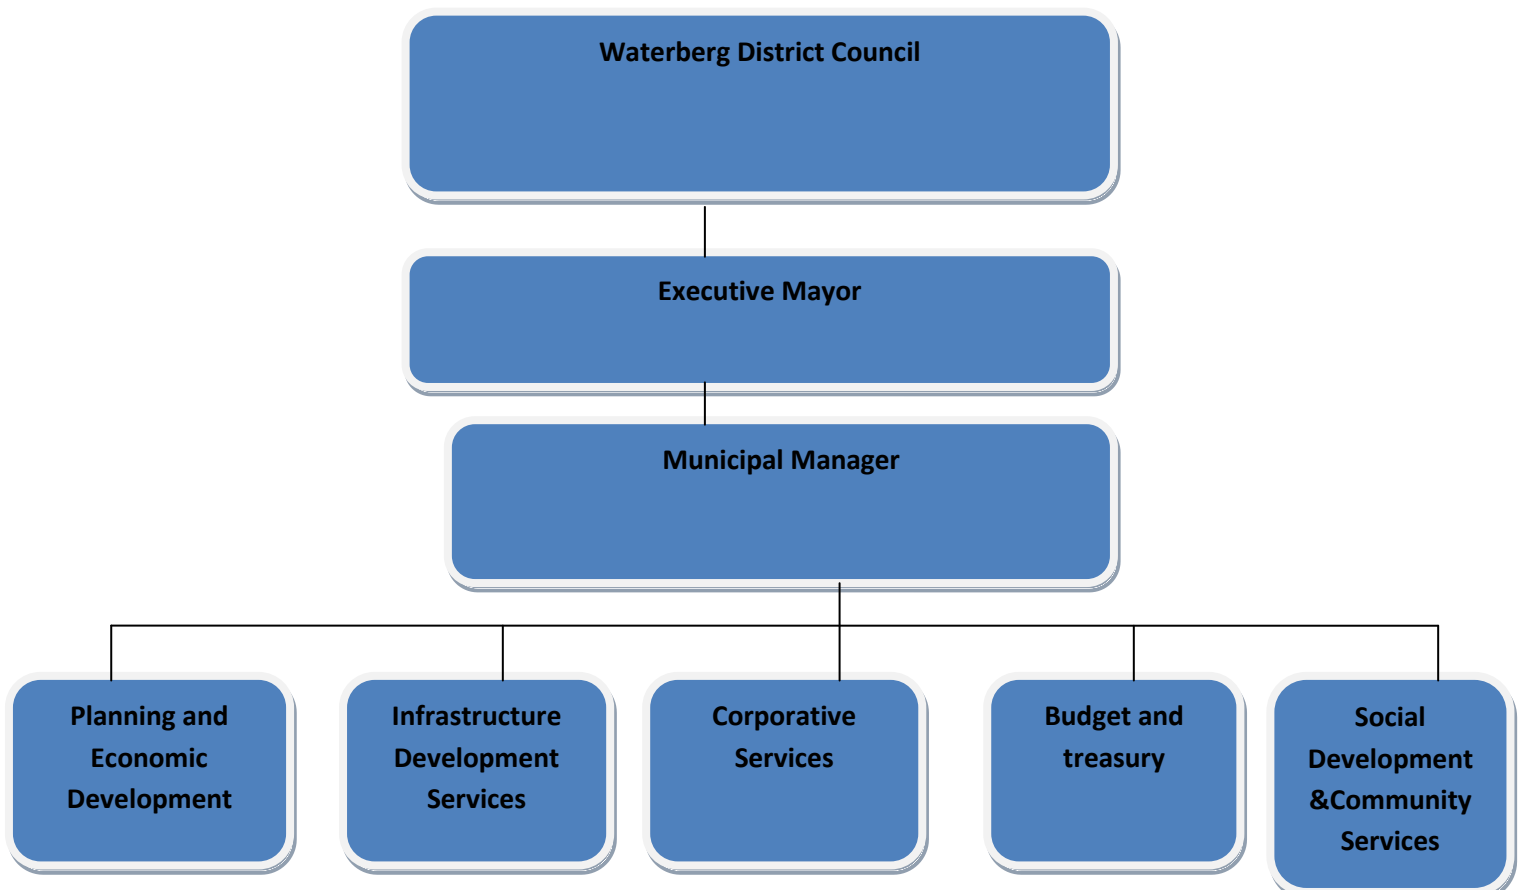 Waterberg District Council
Executive Mayor
Municipal Manager
Planning and
Economic
Development
Infrastructure
Development
Services
Corporative
Services
Budget and
treasury
Social
Development
&Community
Services